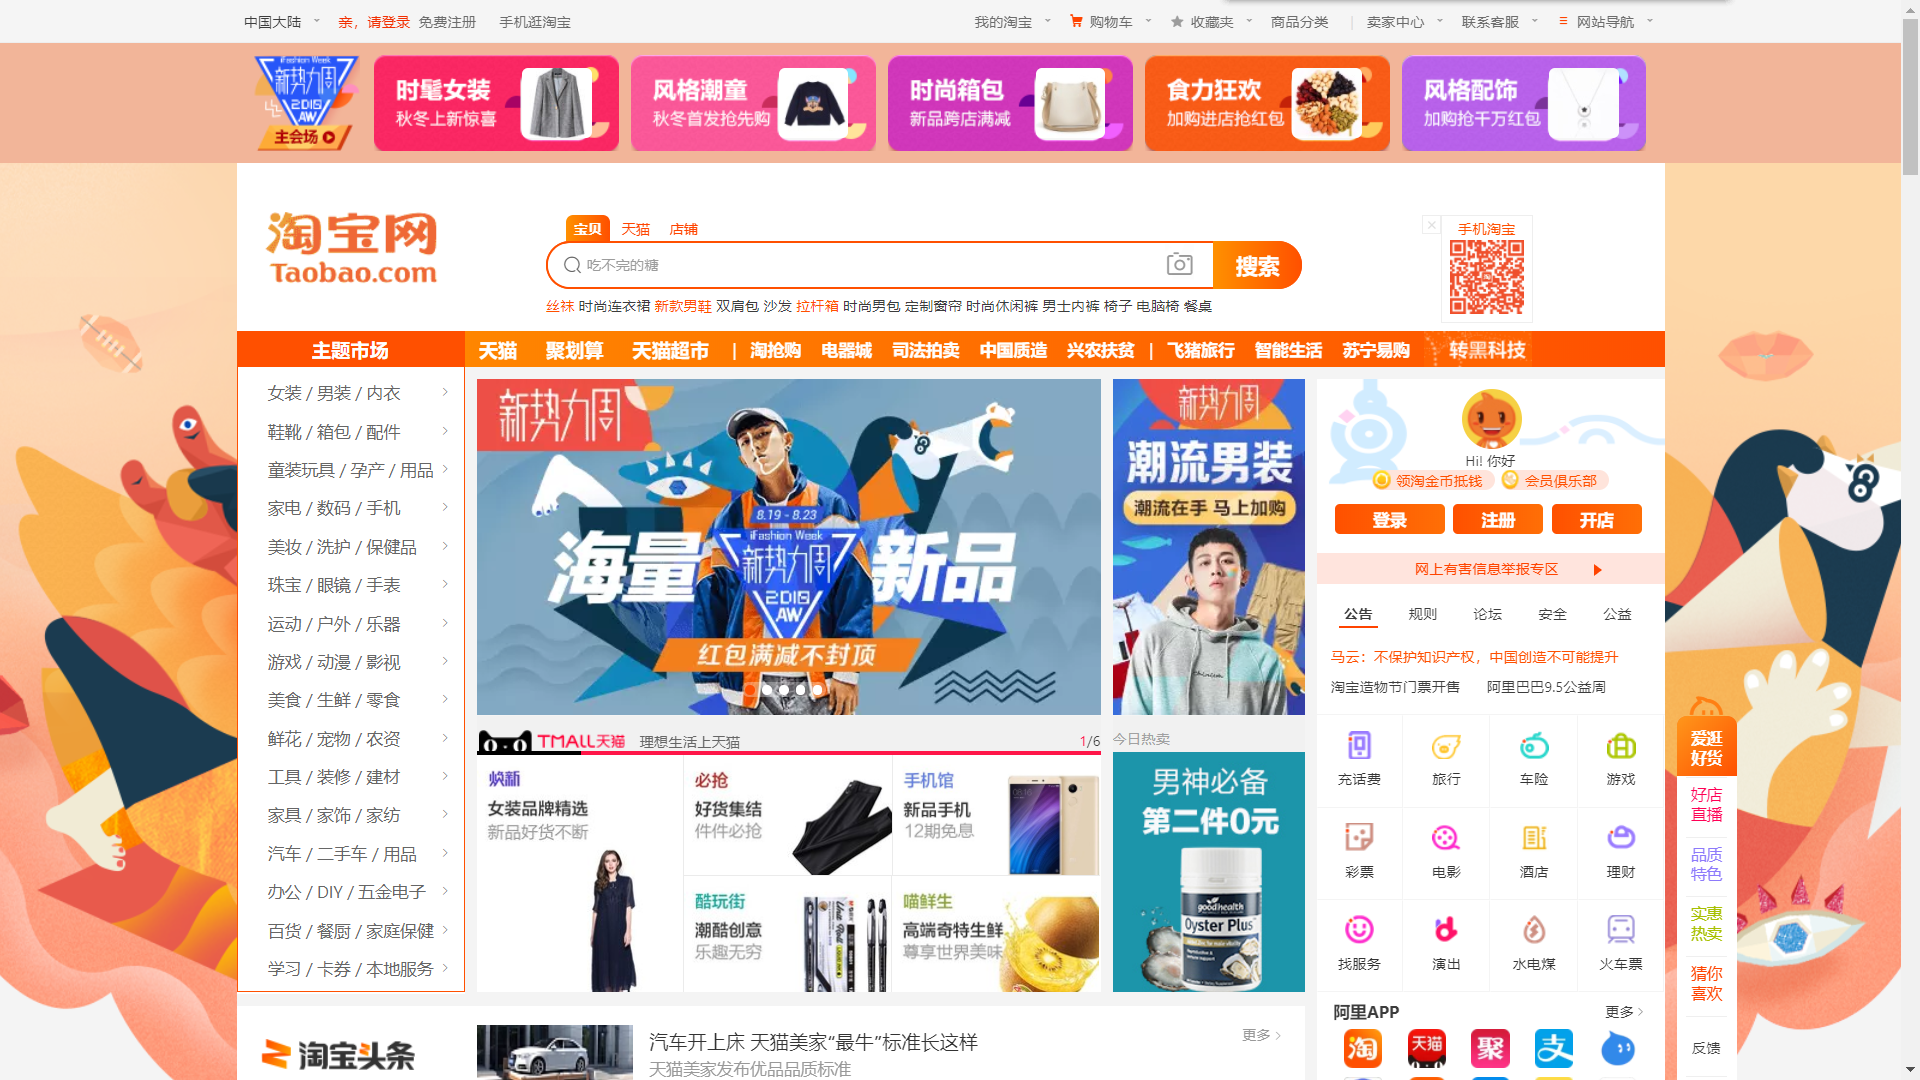 中国大陆
亲，请登录 免费注册
手机逛淘宝
我的淘宝
购物车
收藏夹
商品分类
卖家中心
联系客服
网站导航
iFashion Week
新势力周
2019
AW
主会场
时髦女装
秋冬上新惊喜
风格潮童
秋冬首发抢先购
时尚箱包
新品跨店满减
食力狂欢
加购进店抢红包
风格配饰
加购抢千万红包
淘宝网
Taobao.com
宝贝 天猫 店铺
吃不完的糖
搜索
丝袜 时尚连衣裙 新款男鞋 双肩包 沙发 拉杆箱 时尚男包 定制窗帘 时尚休闲裤 男士内裤 椅子 电脑椅 餐桌
手机淘宝
主题市场
天猫 聚划算 天猫超市 | 淘抢购 电器城 司法拍卖 中国质造 兴农扶贫 | 飞猪旅行 智能生活 苏宁易购 转黑科技
女装 / 男装 / 内衣
鞋靴 / 箱包 / 配件
童装玩具 / 孕产 / 用品
家电 / 数码 / 手机
美妆 / 洗护 / 保健品
珠宝 / 眼镜 / 手表
运动 / 户外 / 乐器
游戏 / 动漫 / 影视
美食 / 生鲜 / 零食
鲜花 / 宠物 / 农资
工具 / 装修 / 建材
家具 / 家饰 / 家纺
汽车 / 二手车 / 用品
办公 / DIY / 五金电子
百货 / 餐厨 / 家庭保健
学习 / 卡券 / 本地服务
新势力周
8.19 - 8.23
iFashion Week
海量
新势力周
新品
2019
AW
红包满减不封顶
新势力周
潮流男装
潮流在手 马上加购
Hi! 你好
领淘金币抵钱
会员俱乐部
登录
注册
开店
网上有害信息举报专区
公告 规则 论坛 安全 公益
马云：不保护知识产权，中国创造不可能提升
淘宝造物节门票开售
阿里巴巴9.5公益周
TMALL天猫
理想生活上天猫
1/6
今日热卖
焕新
女装品牌精选
新品好货不断
必抢
好货集结
件件必抢
手机馆
新品手机
12期免息
08:16
酷玩街
潮酷创意
乐趣无穷
喵鲜生
高端奇特生鲜
尊享世界美味
男神必备
第二件0元
goodhealth
Oyster Plus
充话费 旅行 车险 游戏
彩票 电影 酒店 理财
找服务 演出 水电煤 火车票
爱逛
好货
好店
直播
品质
特色
实惠
热卖
猜你
喜欢
反馈
阿里APP
更多
淘
天猫
聚
支
淘宝头条
汽车开上床 天猫美家“最牛”标准长这样
天猫美家发布优品品质标准
更多